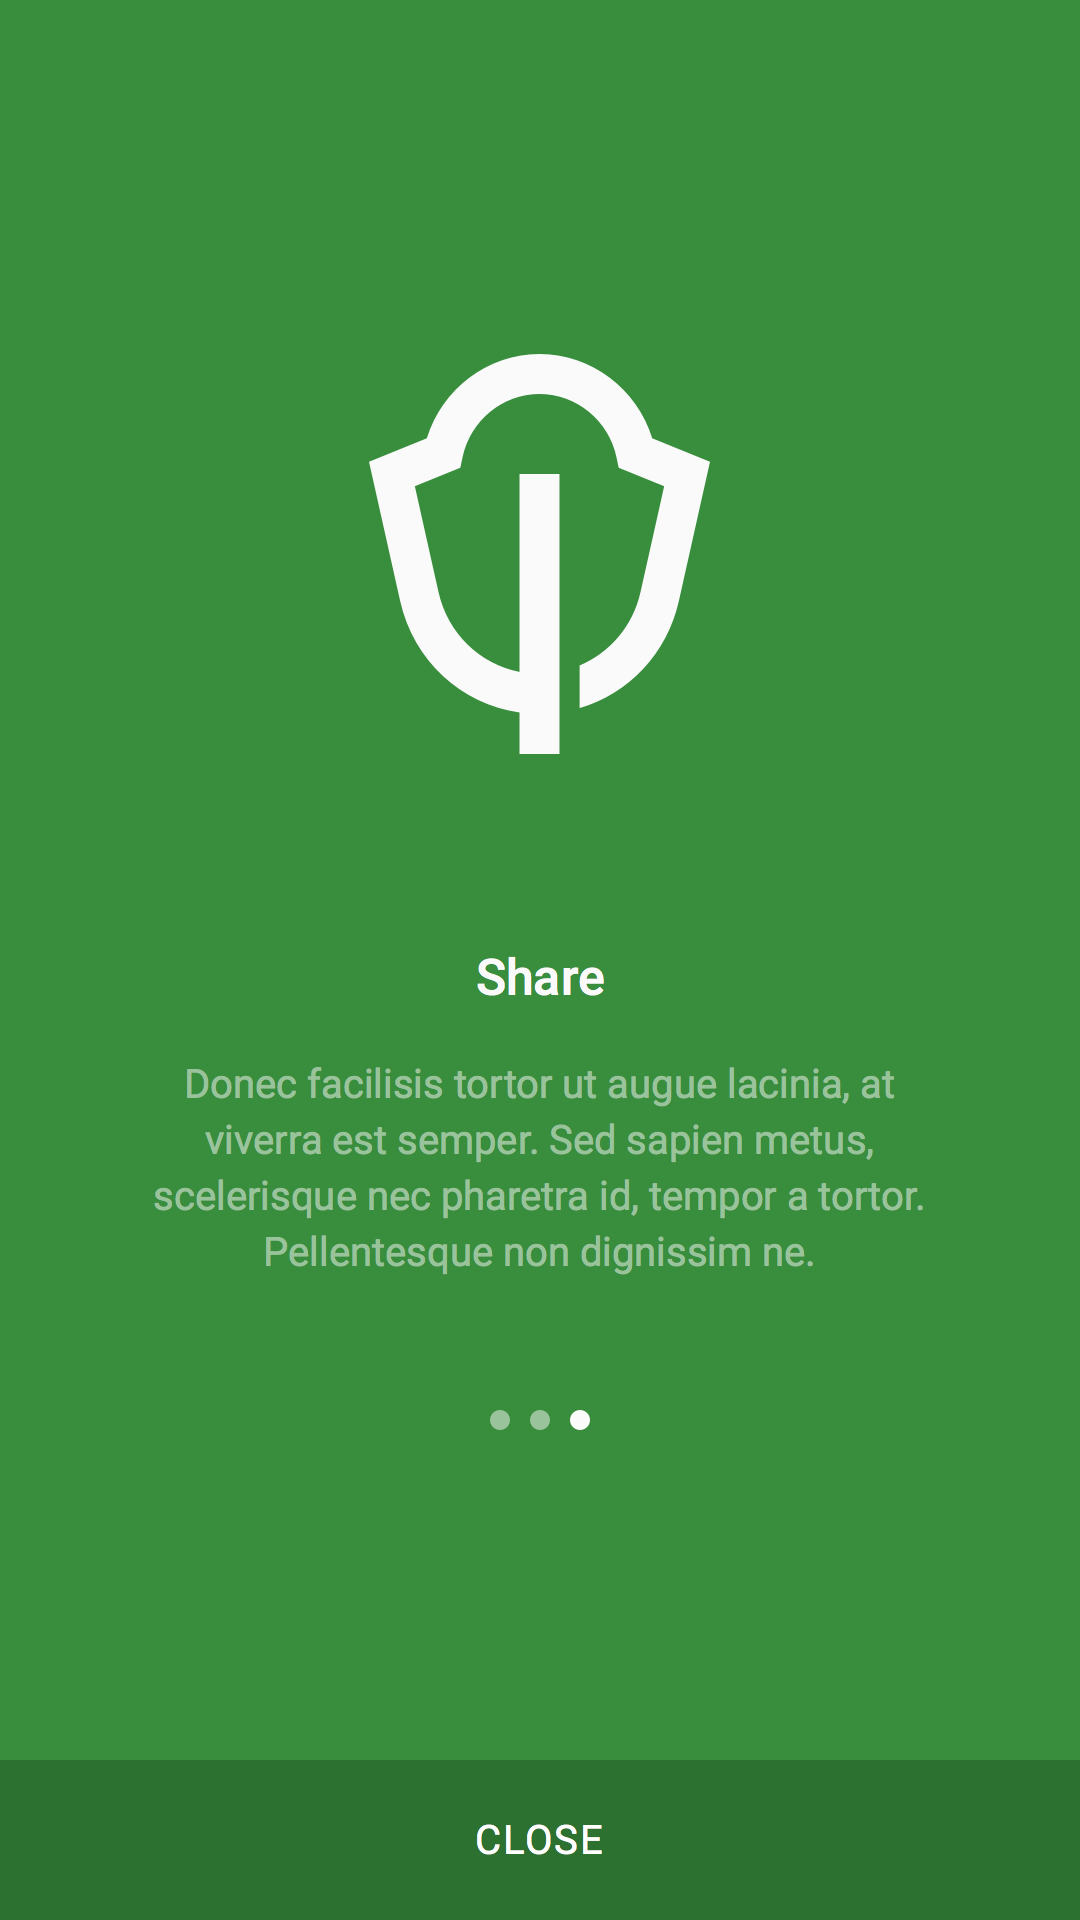 Share
Donec facilisis tortor ut augue lacinia, at
viverra est semper. Sed sapien metus,
scelerisque nec pharetra id, tempor a tortor.
Pellentesque non dignissim ne.
CLOSE